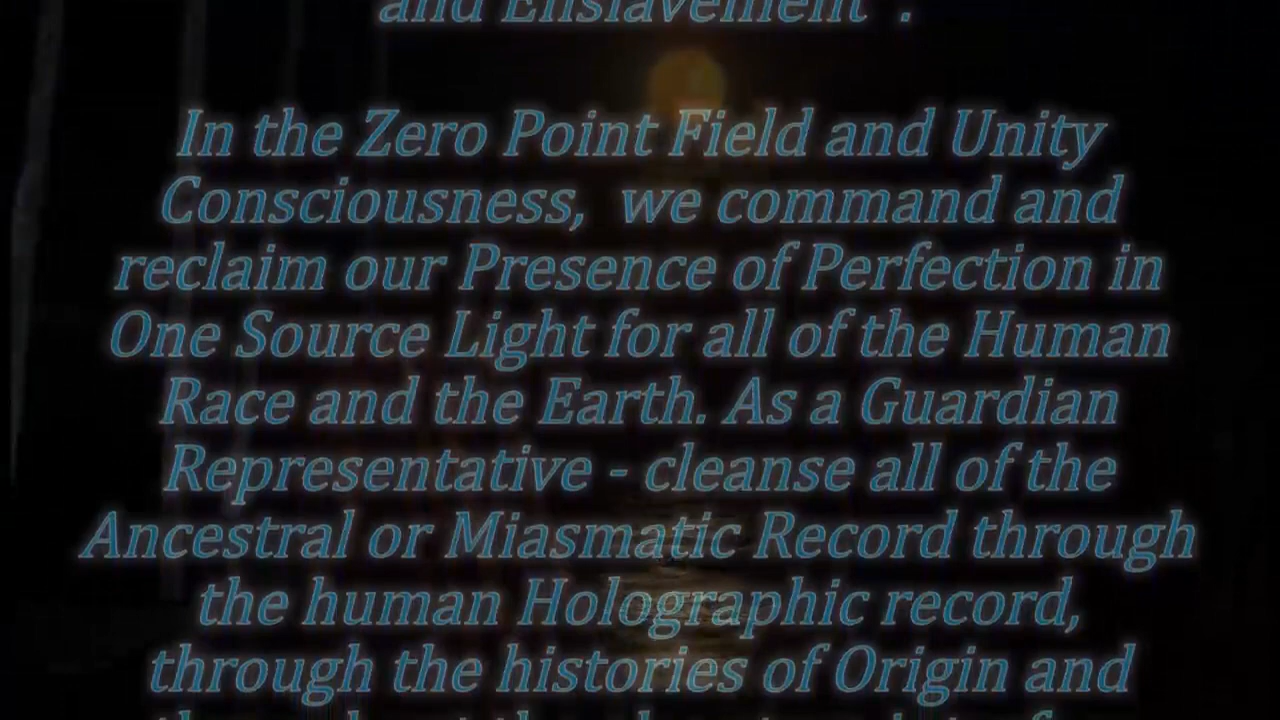 and Enslavement".
In the Zero Point Field and Unity
Consciousness, we command and
reclaim our Presence of Perfection in
One Source Light for all of the Human
Race and the Earth. As a Guardian
Representative - cleanse all of the
Ancestral or Miasmatic Record through
the human Holographic record,
through the histories of Origin and